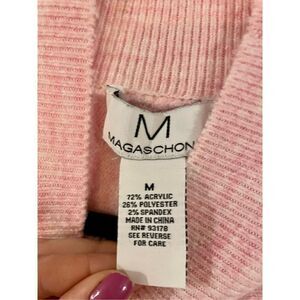 M
MAGASCHONI
M
72% ACRYLIC
26% POLYESTER
2% SPANDEX
MADE IN CHINA
RN# 93178
SEE REVERSE
FOR CARE